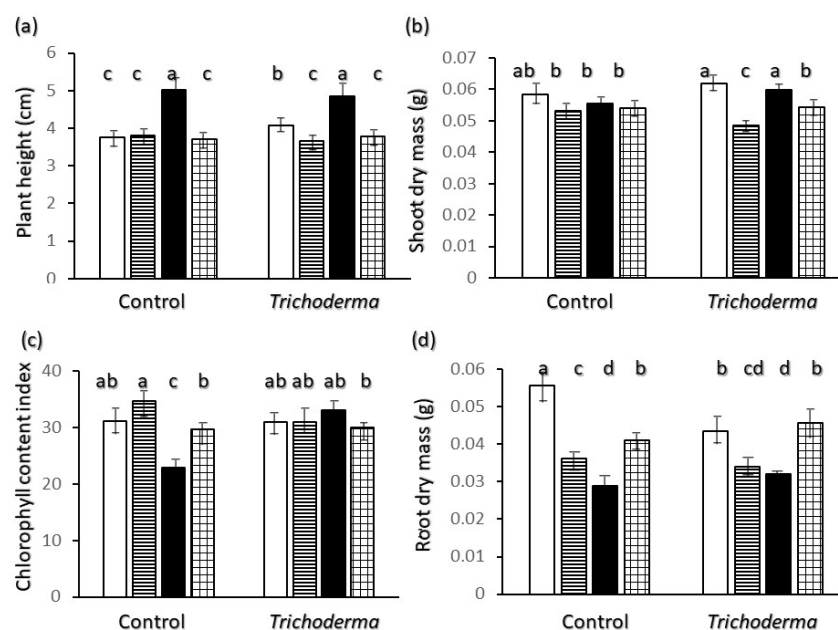 (a)
Plant height (cm)
6
5
4
3
2
1
0
c c a c b c a c
Control Trichoderma
(b)
Shoot dry mass (g)
0.07
0.06
0.05
0.04
0.03
0.02
0.01
0
ab b b b a c a b
Control Trichoderma
(c)
Chlorophyll content index
40
30
20
10
0
ab a c b ab ab ab b
Control Trichoderma
(d)
Root dry mass (g)
0.06
0.05
0.04
0.03
0.02
0.01
0
a c d b b cd d b
Control Trichoderma